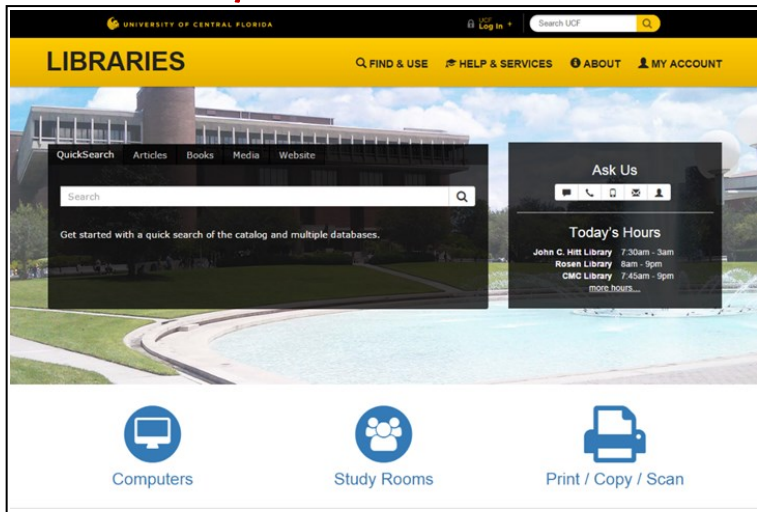 UNIVERSITY OF CENTRAL FLORIDA
UCF
Log In +
Search UCF
LIBRARIES
FIND & USE
HELP & SERVICES
ABOUT
MY ACCOUNT
QuickSearch Articles Books Media Website
Search
Get started with a quick search of the catalog and multiple databases.
Ask Us
Today's Hours
John C. Hitt Library 7:30am - 3am
Rosen Library 8am - 9pm
CMC Library 7:45am - 9pm
more hours...
Computers
Study Rooms
Print / Copy / Scan